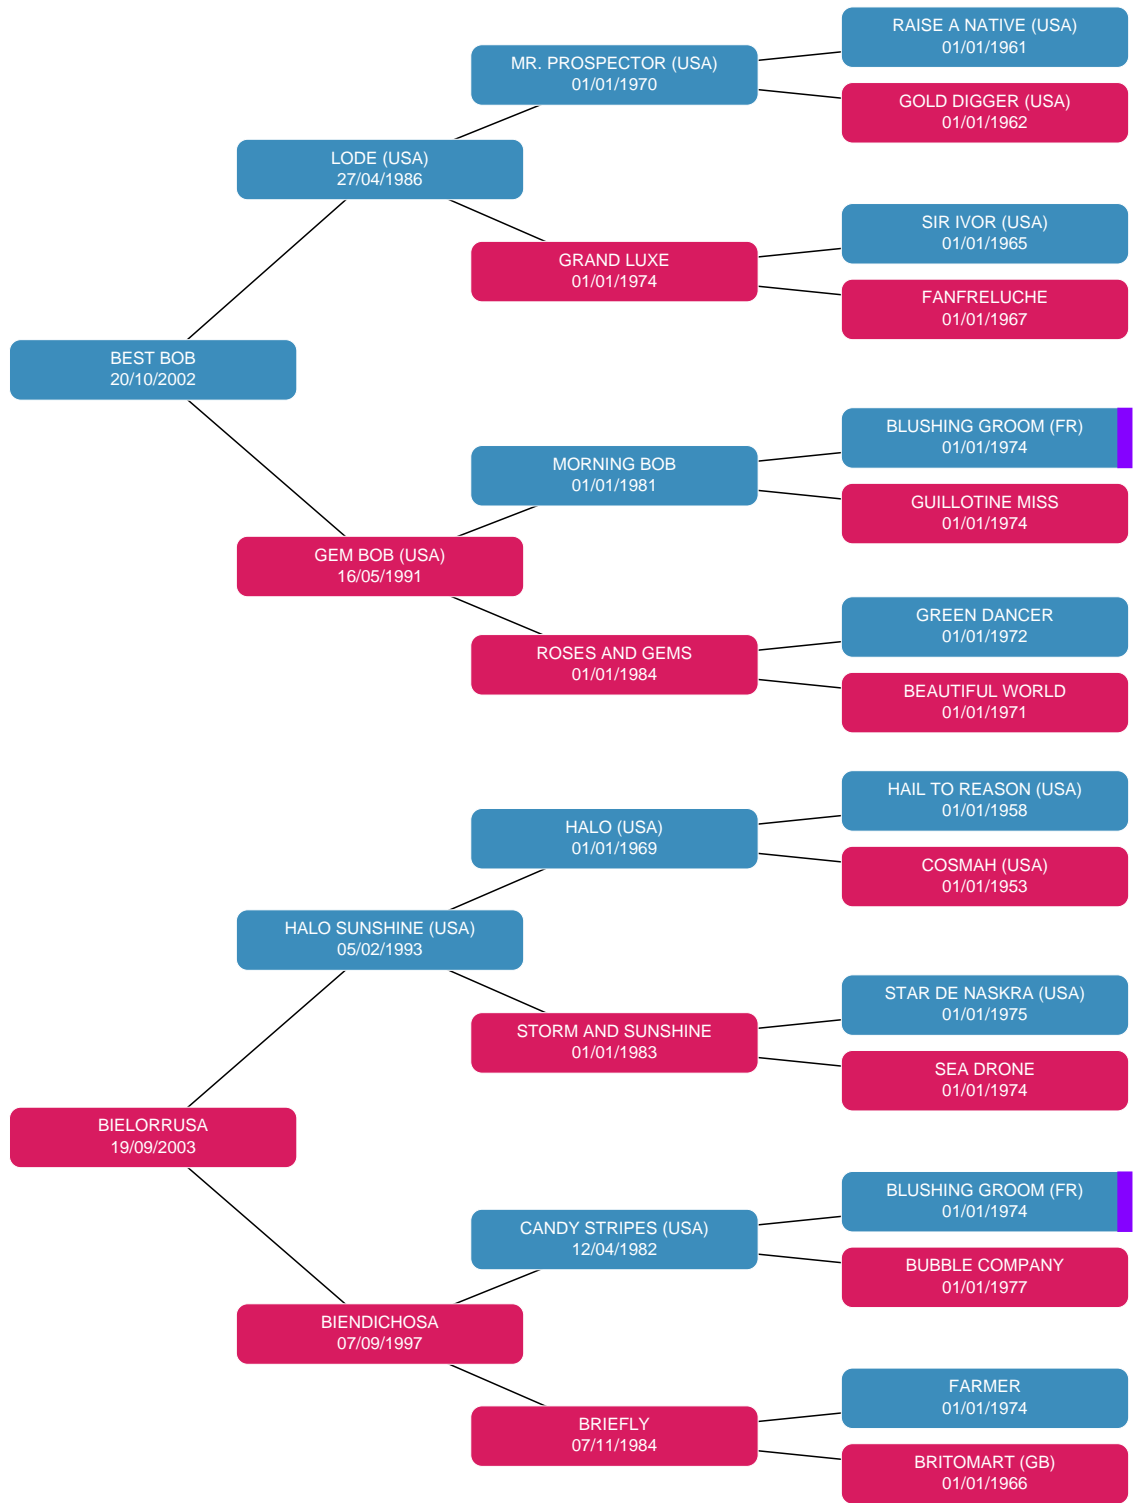 RAISE A NATIVE (USA)
01/01/1961
MR. PROSPECTOR (USA)
01/01/1970
GOLD DIGGER (USA)
01/01/1962
LODE (USA)
27/04/1986
SIR IVOR (USA)
01/01/1965
GRAND LUXE
01/01/1974
FANFRELUCHE
01/01/1967
BEST BOB
20/10/2002
BLUSHING GROOM (FR)
01/01/1974
MORNING BOB
01/01/1981
GUILLOTINE MISS
01/01/1974
GEM BOB (USA)
16/05/1991
GREEN DANCER
01/01/1972
ROSES AND GEMS
01/01/1984
BEAUTIFUL WORLD
01/01/1971
HAIL TO REASON (USA)
01/01/1958
HALO (USA)
01/01/1969
COSMAH (USA)
01/01/1953
HALO SUNSHINE (USA)
05/02/1993
STAR DE NASKRA (USA)
01/01/1975
STORM AND SUNSHINE
01/01/1983
SEA DRONE
01/01/1974
BIELORRUSA
19/09/2003
BLUSHING GROOM (FR)
01/01/1974
CANDY STRIPES (USA)
12/04/1982
BUBBLE COMPANY
01/01/1977
BIENDICHOSA
07/09/1997
FARMER
01/01/1974
BRIEFLY
07/11/1984
BRITOMART (GB)
01/01/1966